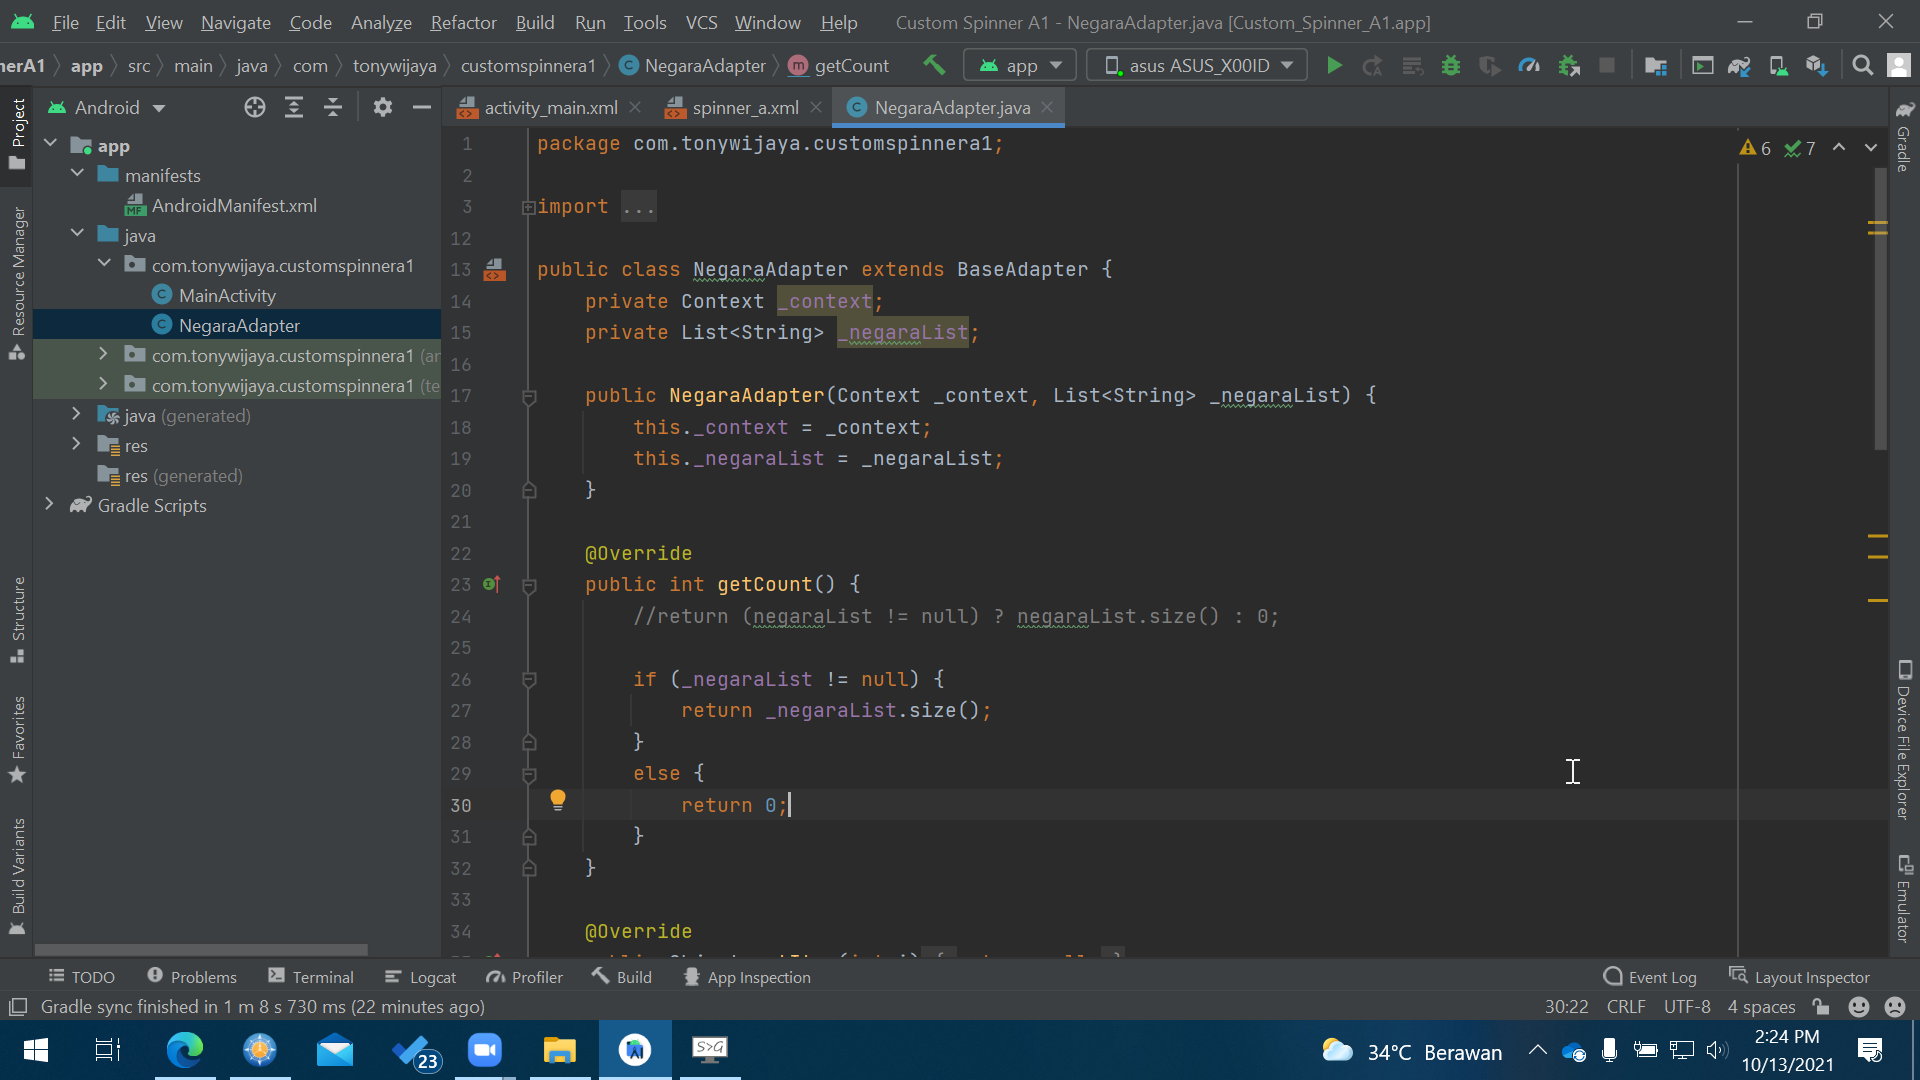 File Edit View Navigate Code Analyze Refactor Build Run Tools VCS Window Help Custom Spinner A1 - NegaraAdapter.java [Custom_Spinner_A1.app]
nerA1 app src main java com tonywijaya customspinnera1 NegaraAdapter getCount app asus ASUS_X00ID
Project
Resource Manager
Structure
Favorites
Build Variants
Android
app
manifests
AndroidManifest.xml
java
com.tonywijaya.customspinnera1
MainActivity
NegaraAdapter
com.tonywijaya.customspinnera1 (an
com.tonywijaya.customspinnera1 (te
java (generated)
res
res (generated)
Gradle Scripts
activity_main.xml spinner_a.xml NegaraAdapter.java
6 7
1 package com.tonywijaya.customspinnera1;
2
3 import ...
12
13 public class NegaraAdapter extends BaseAdapter {
14 private Context _context;
15 private List<String> _negaraList;
16
17 public NegaraAdapter(Context _context, List<String> _negaraList) {
18 this._context = _context;
19 this._negaraList = _negaraList;
20 }
21
22 @Override
23 public int getCount() {
24 //return (negaraList != null) ? negaraList.size() : 0;
25
26 if (_negaraList != null) {
27 return _negaraList.size();
28 }
29 else {
30 return 0;
31 }
32 }
33
34 @Override
Gradle
Device File Explorer
Emulator
TODO Problems Terminal Logcat Profiler Build App Inspection Event Log Layout Inspector
Gradle sync finished in 1 m 8 s 730 ms (22 minutes ago) 30:22 CRLF UTF-8 4 spaces
23 S>G 34°C Berawan 2:24 PM
10/13/2021